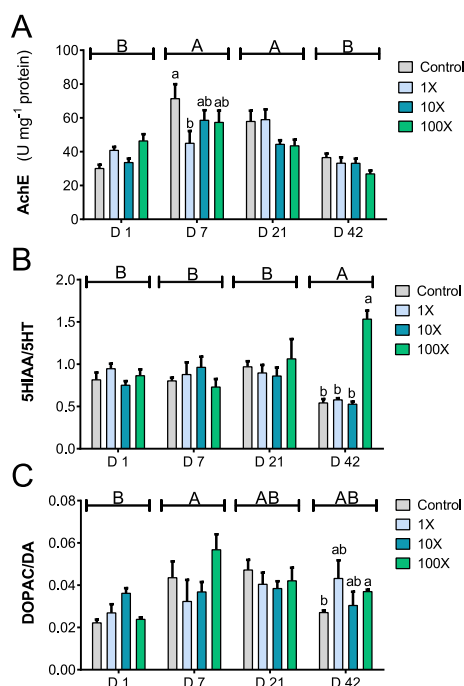 A
B A A B
AchE (U mg⁻¹ protein)
100
80
60
40
20
0
a
b
ab
ab
D 1 D 7 D 21 D 42
Control
1X
10X
100X
B
B B B A
5HIAA/5HT
2.0
1.5
1.0
0.5
0.0
b b b a
D 1 D 7 D 21 D 42
Control
1X
10X
100X
C
B A AB AB
DOPAC/DA
0.08
0.06
0.04
0.02
0.00
b
ab
ab
a
D 1 D 7 D 21 D 42
Control
1X
10X
100X